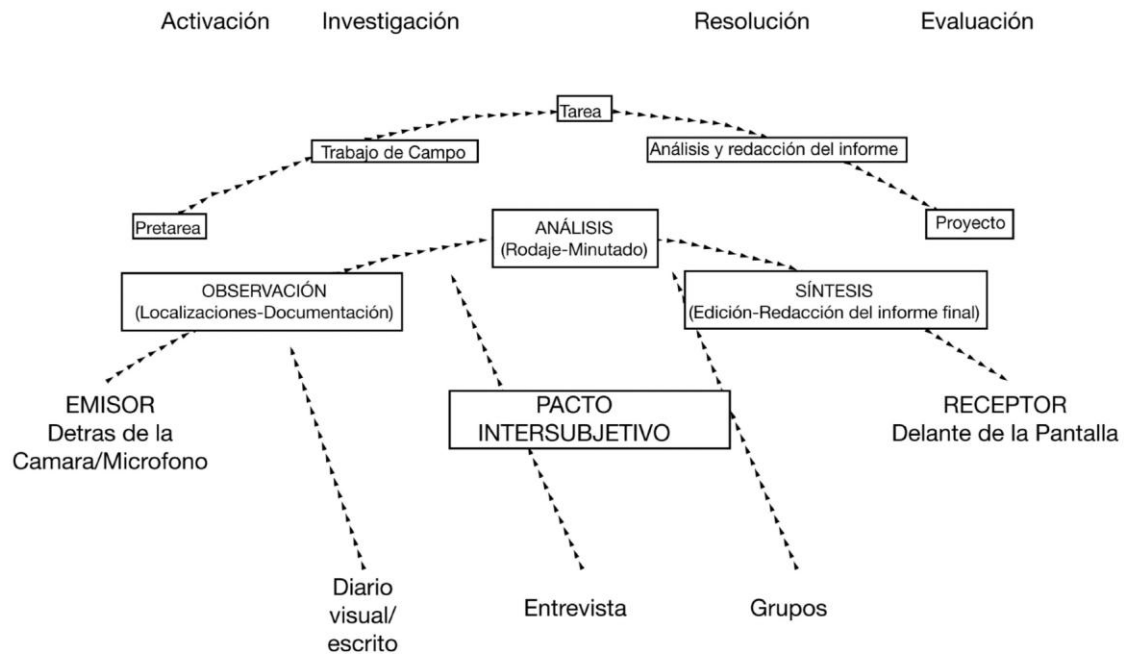 Activación Investigación Resolución Evaluación
Tarea
Trabajo de Campo
Análisis y redacción del informe
Pretarea
Proyecto
ANÁLISIS
(Rodaje-Minutado)
OBSERVACIÓN
(Localizaciones-Documentación)
SÍNTESIS
(Edición-Redacción del informe final)
EMISOR
Detras de la
Camara/Microfono
PACTO
INTERSUBJETIVO
RECEPTOR
Delante de la Pantalla
Diario
visual/
escrito
Entrevista
Grupos